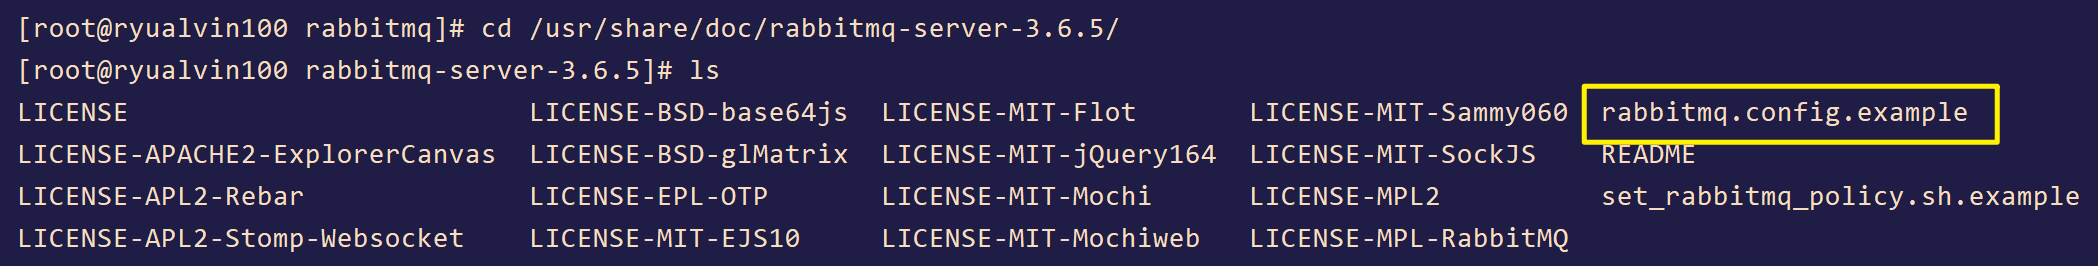 [root@ryualvin100 rabbitmq]# cd /usr/share/doc/rabbitmq-server-3.6.5/
[root@ryualvin100 rabbitmq-server-3.6.5]# ls
LICENSE LICENSE-BSD-base64js LICENSE-MIT-Flot LICENSE-MIT-Sammy060 rabbitmq.config.example
LICENSE-APACHE2-ExplorerCanvas LICENSE-BSD-glMatrix LICENSE-MIT-jQuery164 LICENSE-MIT-SockJS README
LICENSE-APL2-Rebar LICENSE-EPL-OTP LICENSE-MIT-Mochi LICENSE-MPL2 set_rabbitmq_policy.sh.example
LICENSE-APL2-Stomp-Websocket LICENSE-MIT-EJS10 LICENSE-MIT-Mochiweb LICENSE-MPL-RabbitMQ